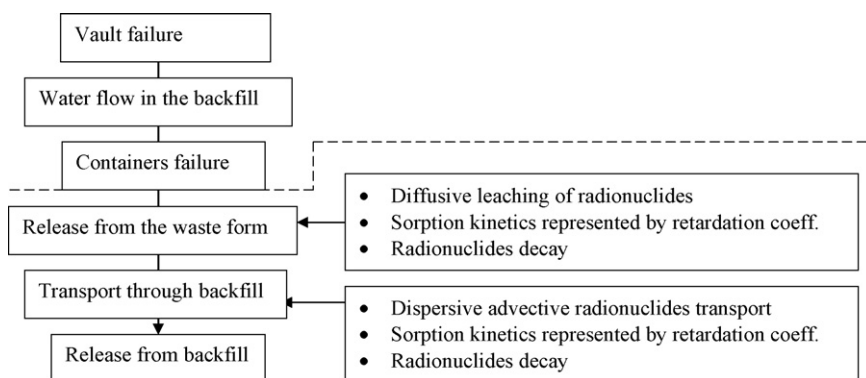 Vault failure
Water flow in the backfill
Containers failure
Release from the waste form
• Diffusive leaching of radionuclides
• Sorption kinetics represented by retardation coeff.
• Radionuclides decay
Transport through backfill
• Dispersive advective radionuclides transport
• Sorption kinetics represented by retardation coeff.
• Radionuclides decay
Release from backfill